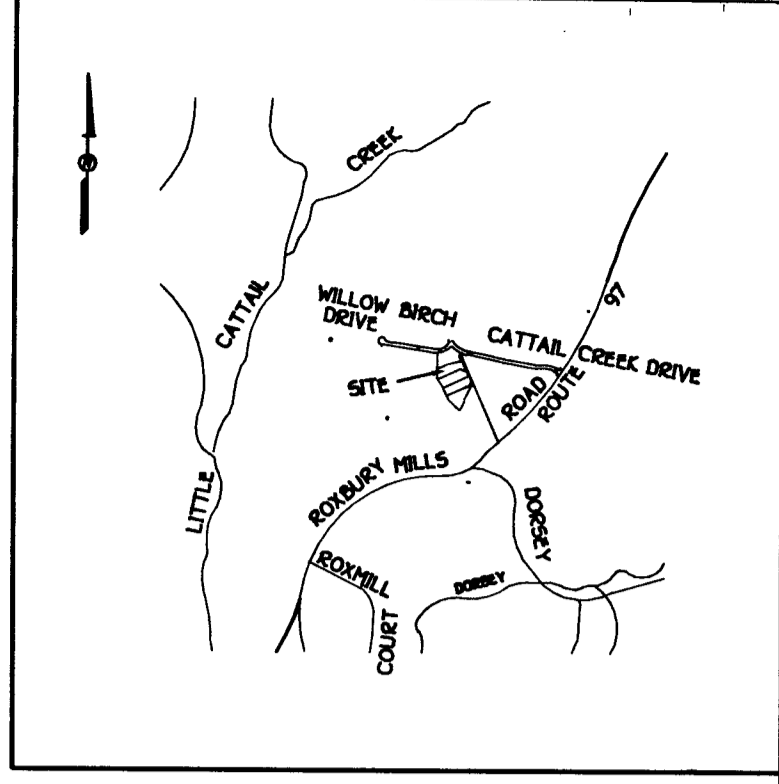 CREEK
CATTAIL
LITTLE
WILLOW BIRCH
DRIVE
CATTAIL CREEK DRIVE
SITE
97
ROUTE
ROAD
ROXBURY MILLS
DORSEY
ROXMILL
COURT
DORSEY